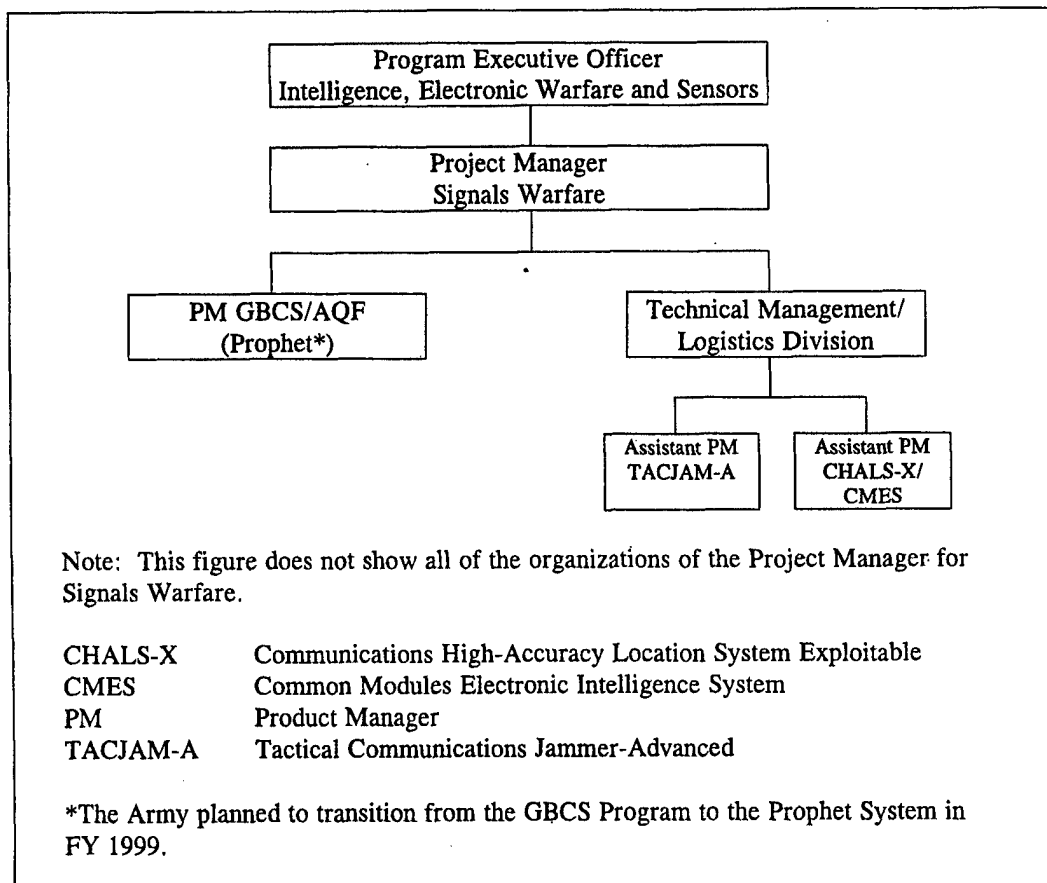 Program Executive Officer
Intelligence, Electronic Warfare and Sensors
Project Manager
Signals Warfare
PM GBCS/AQF
(Prophet*)
Technical Management/
Logistics Division
Assistant PM
TACJAM-A
Assistant PM
CHALS-X/
CMES
Note: This figure does not show all of the organizations of the Project Manager for
Signals Warfare.
CHALS-X Communications High-Accuracy Location System Exploitable
CMES Common Modules Electronic Intelligence System
PM Product Manager
TACJAM-A Tactical Communications Jammer-Advanced
*The Army planned to transition from the GBCS Program to the Prophet System in
FY 1999.